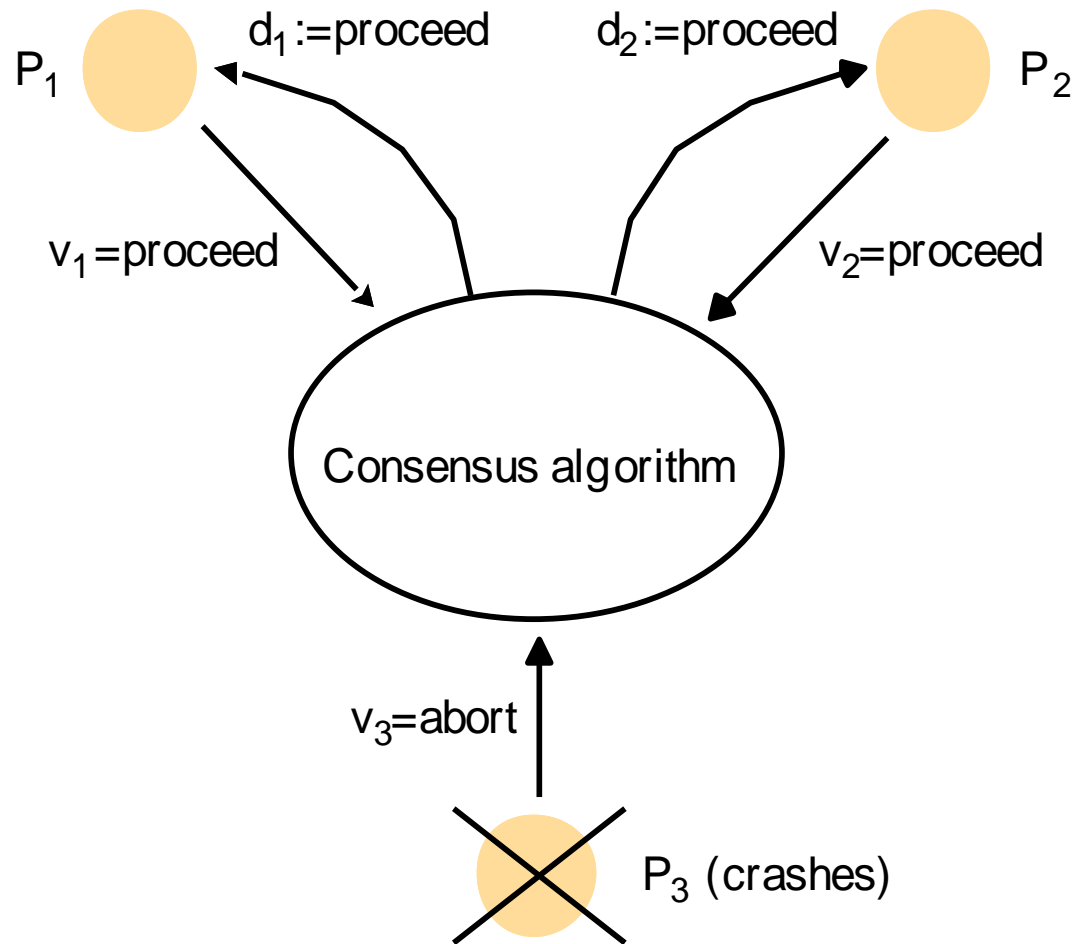 d₁:=proceed
d₂:=proceed
P₁
P₂
v₁=proceed
v₂=proceed
Consensus algorithm
v₃=abort
P₃ (crashes)